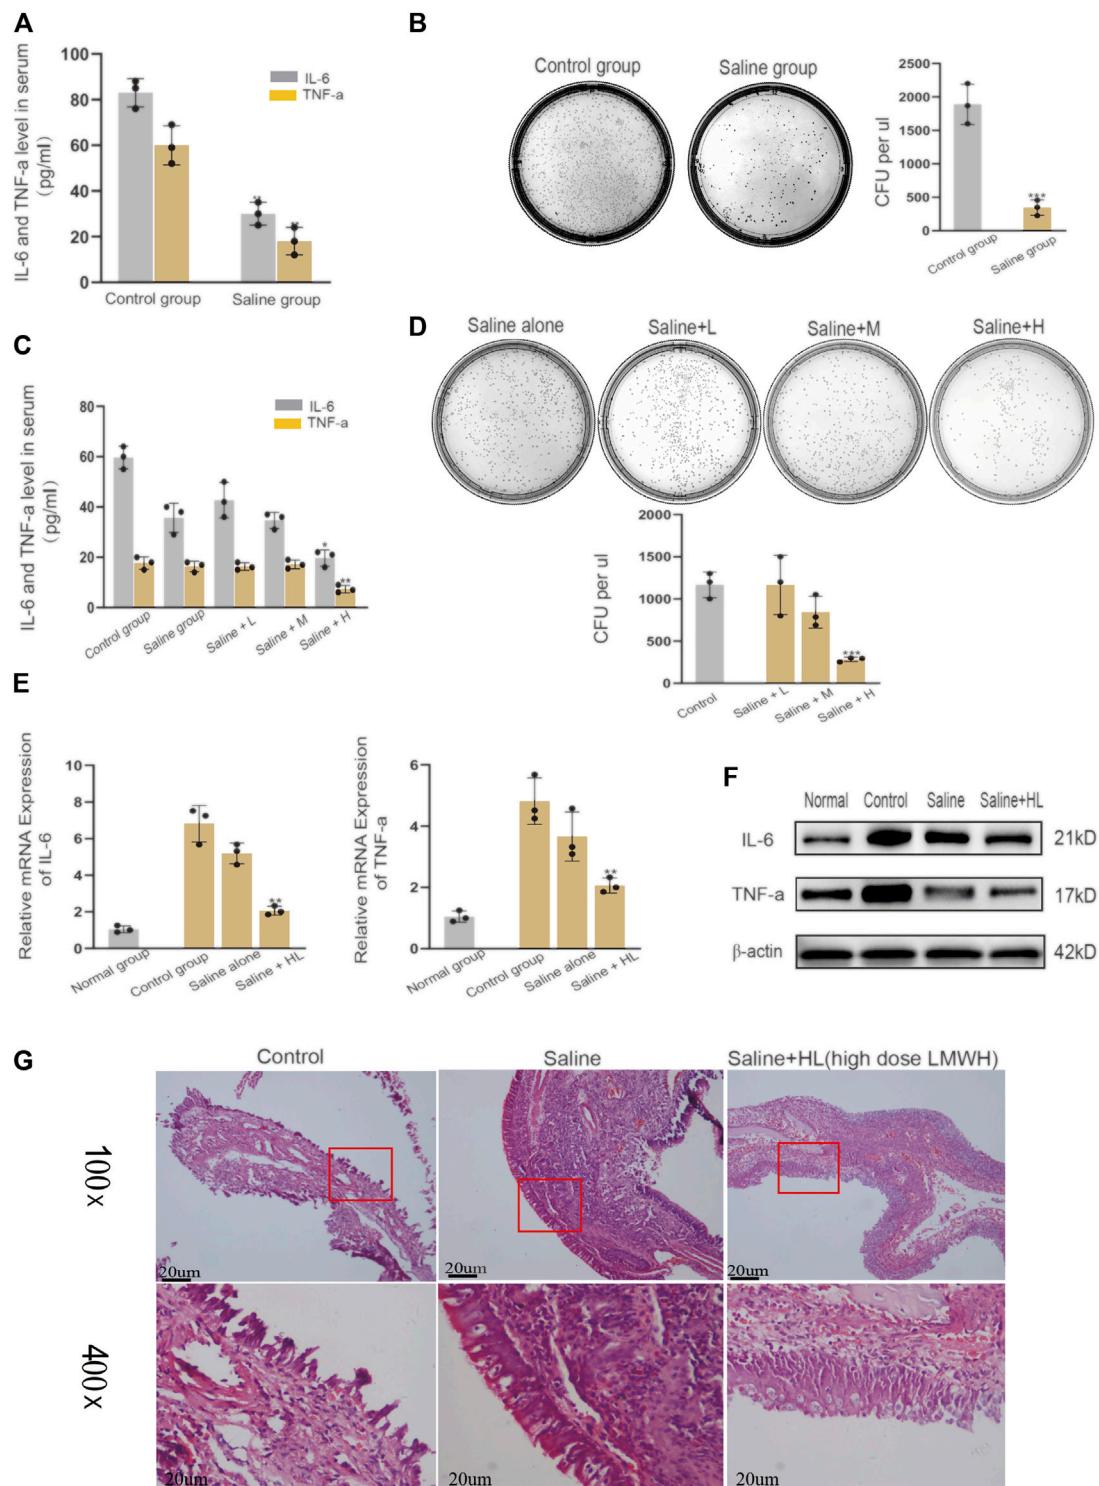 A
IL-6 and TNF-a level in serum
(pg/ml)
100
80
60
40
20
0
IL-6
TNF-a
**
**
Control group
Saline group
B
Control group
Saline group
CFU per ul
2500
2000
1500
1000
500
0
***
Control group
Saline group
C
IL-6 and TNF-a level in serum
(pg/ml)
80
60
40
20
0
IL-6
TNF-a
*
**
Control group
Saline group
Saline + L
Saline + M
Saline + H
D
Saline alone
Saline+L
Saline+M
Saline+H
CFU per ul
2000
1500
1000
500
0
***
Control
Saline + L
Saline + M
Saline + H
E
Relative mRNA Expression
of IL-6
10
8
6
4
2
0
**
Normal group
Control group
Saline alone
Saline + HL
Relative mRNA Expression
of TNF-a
6
4
2
0
**
Normal group
Control group
Saline alone
Saline + HL
F
Normal Control Saline Saline+HL
IL-6 21kD
TNF-a 17kD
β-actin 42kD
G
Control
Saline
Saline+HL(high dose LMWH)
100x
20um
20um
20um
400x
20um
20um
20um